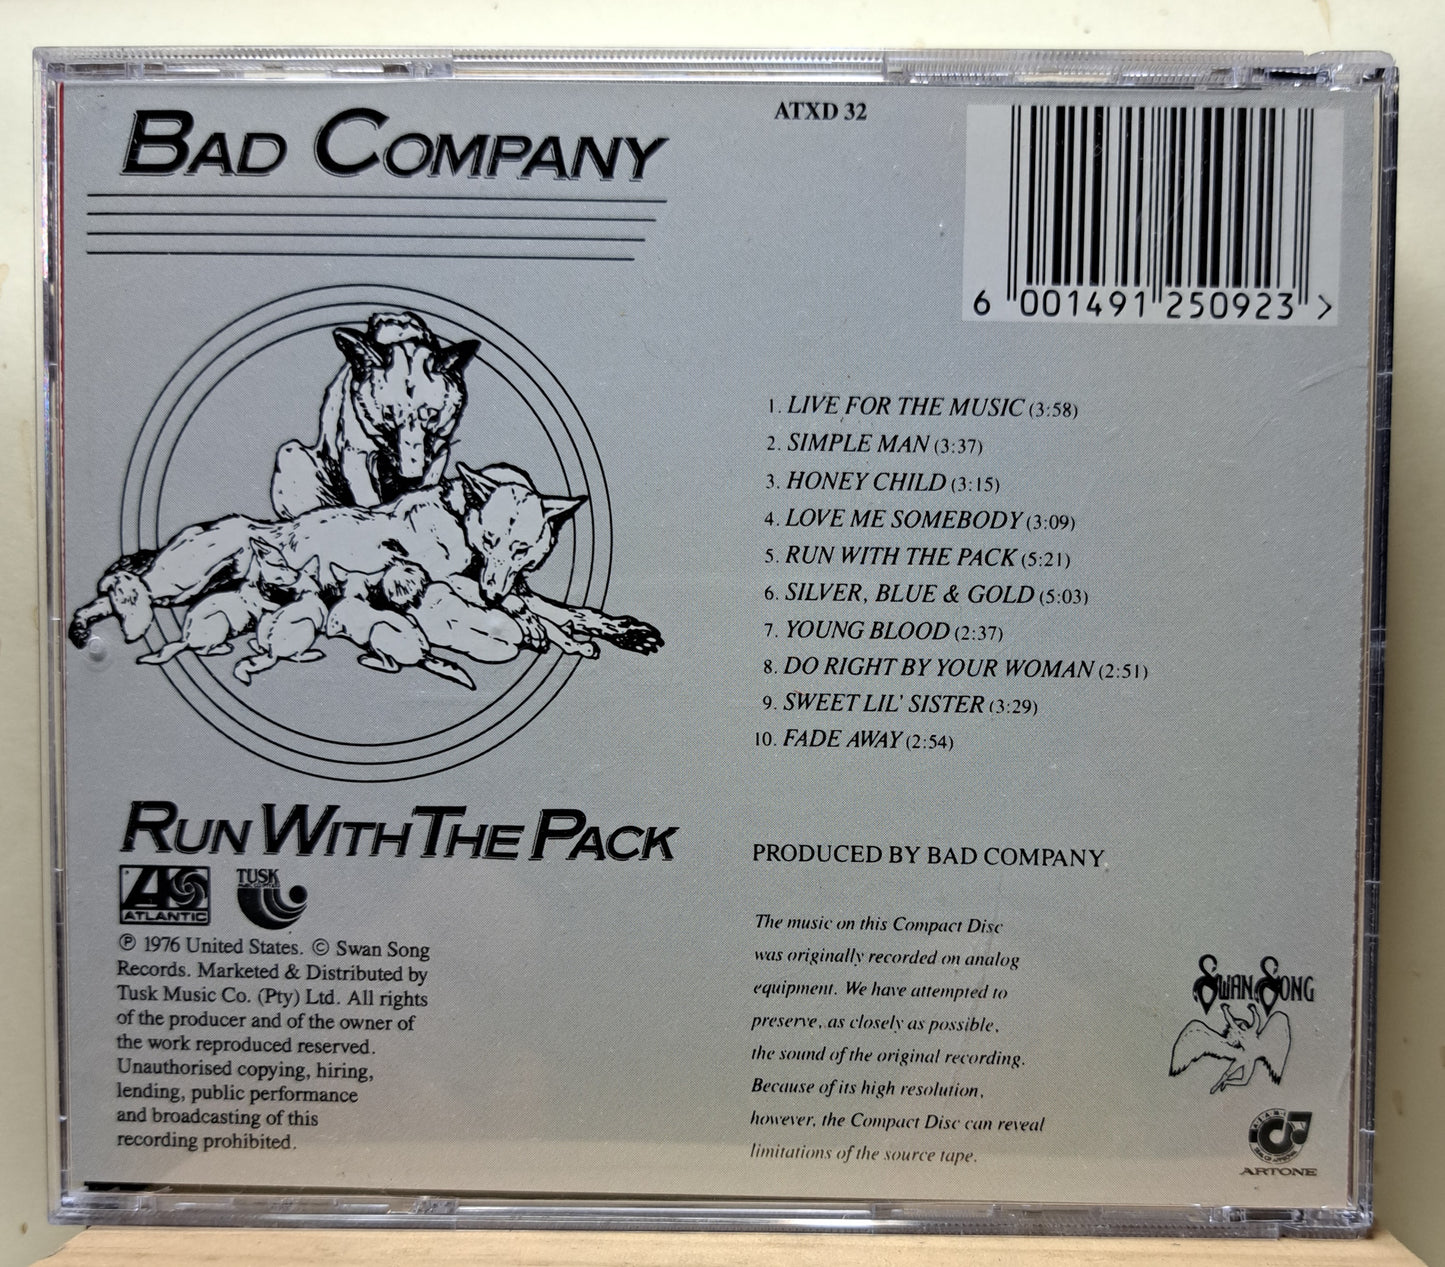 BAD COMPANY
ATXD 32
6 001491 250923 >
1. LIVE FOR THE MUSIC (3:58)
2. SIMPLE MAN (3:37)
3. HONEY CHILD (3:15)
4. LOVE ME SOMEBODY (3:09)
5. RUN WITH THE PACK (5:21)
6. SILVER, BLUE & GOLD (5:03)
7. YOUNG BLOOD (2:37)
8. DO RIGHT BY YOUR WOMAN (2:51)
9. SWEET LIL' SISTER (3:29)
10. FADE AWAY (2:54)
RUN WITH THE PACK
ATLANTIC
TUSK
℗ 1976 United States. © Swan Song
Records. Marketed & Distributed by
Tusk Music Co. (Pty) Ltd. All rights
of the producer and of the owner of
the work reproduced reserved.
Unauthorised copying, hiring,
lending, public performance
and broadcasting of this
recording prohibited.
PRODUCED BY BAD COMPANY
The music on this Compact Disc
was originally recorded on analog
equipment. We have attempted to
preserve, as closely as possible,
the sound of the original recording.
Because of its high resolution,
however, the Compact Disc can reveal
limitations of the source tape.
SWAN SONG
ARTONE